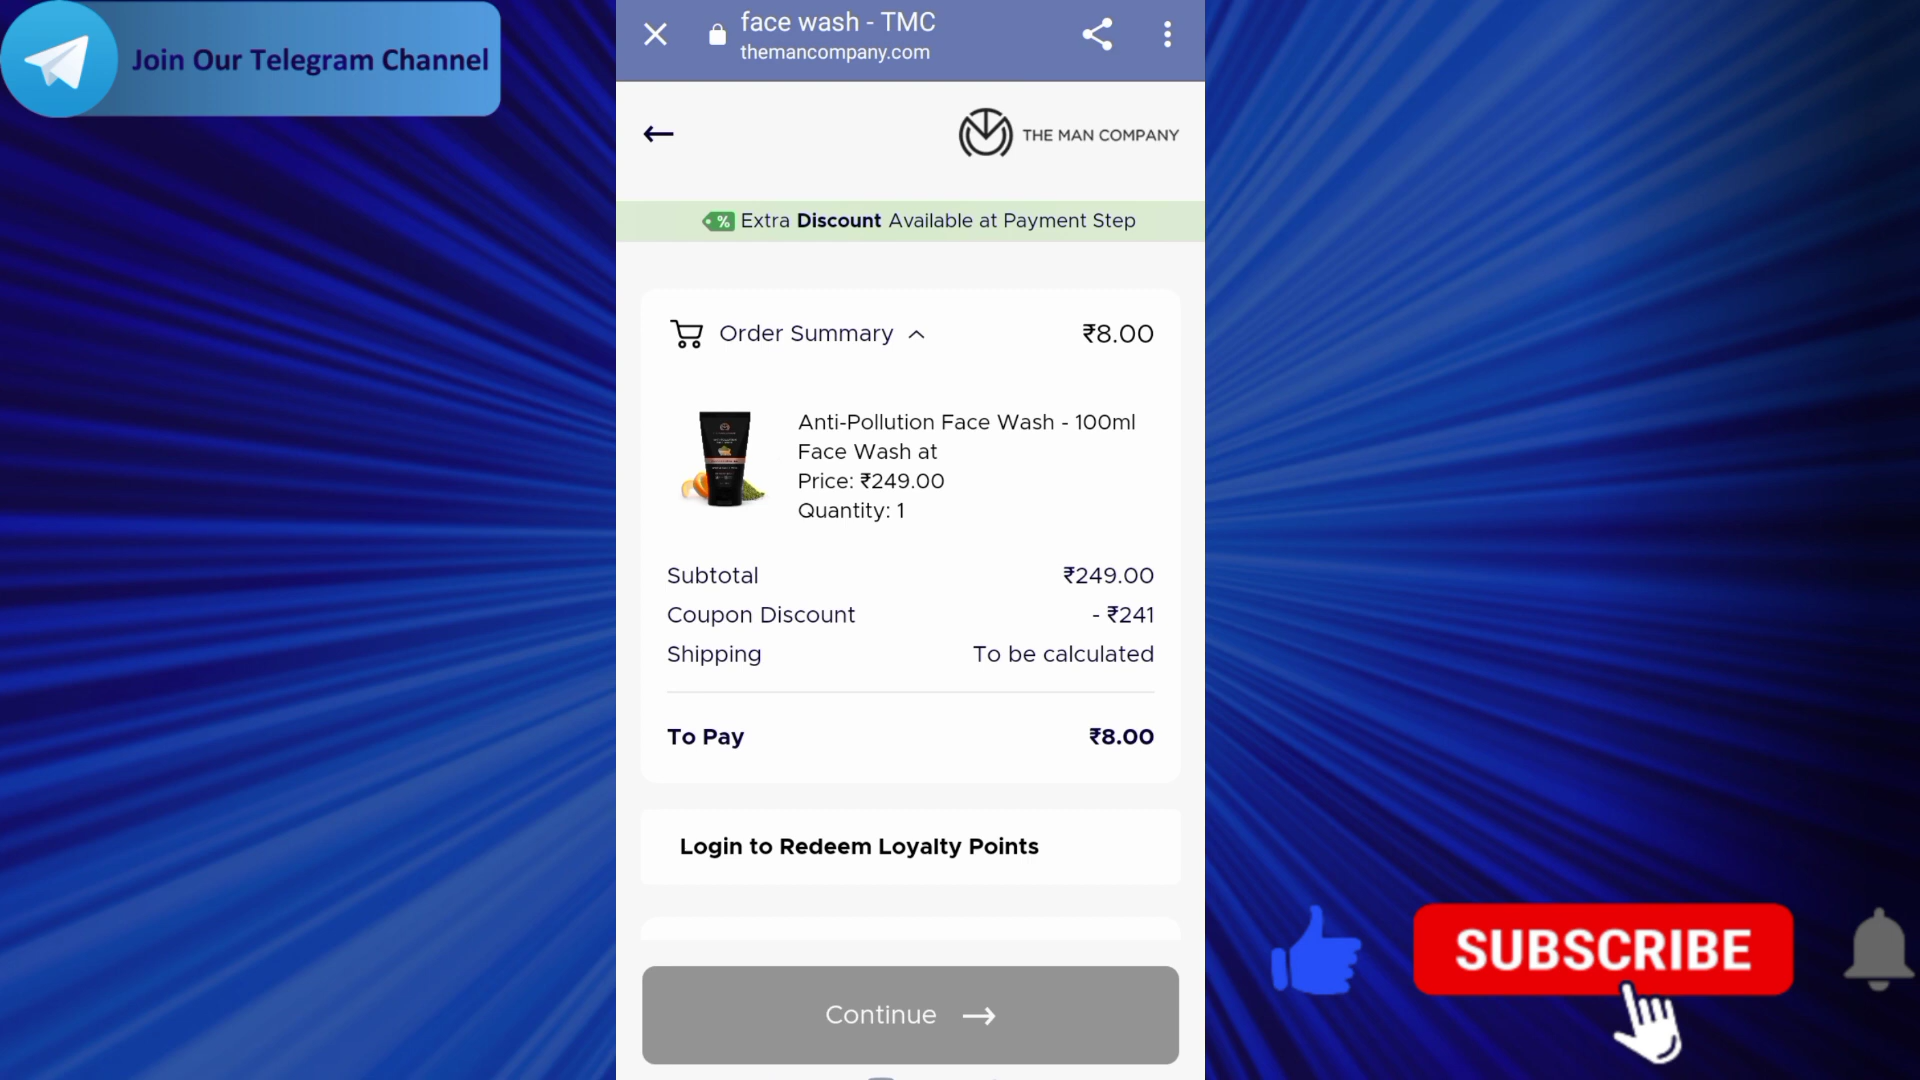 Join Our Telegram Channel
face wash - TMC
themancompany.com
THE MAN COMPANY
% Extra Discount Available at Payment Step
Order Summary ₹8.00
Anti-Pollution Face Wash - 100ml
Face Wash at
Price: ₹249.00
Quantity: 1
Subtotal ₹249.00
Coupon Discount - ₹241
Shipping To be calculated
To Pay ₹8.00
Login to Redeem Loyalty Points
Continue →
SUBSCRIBE